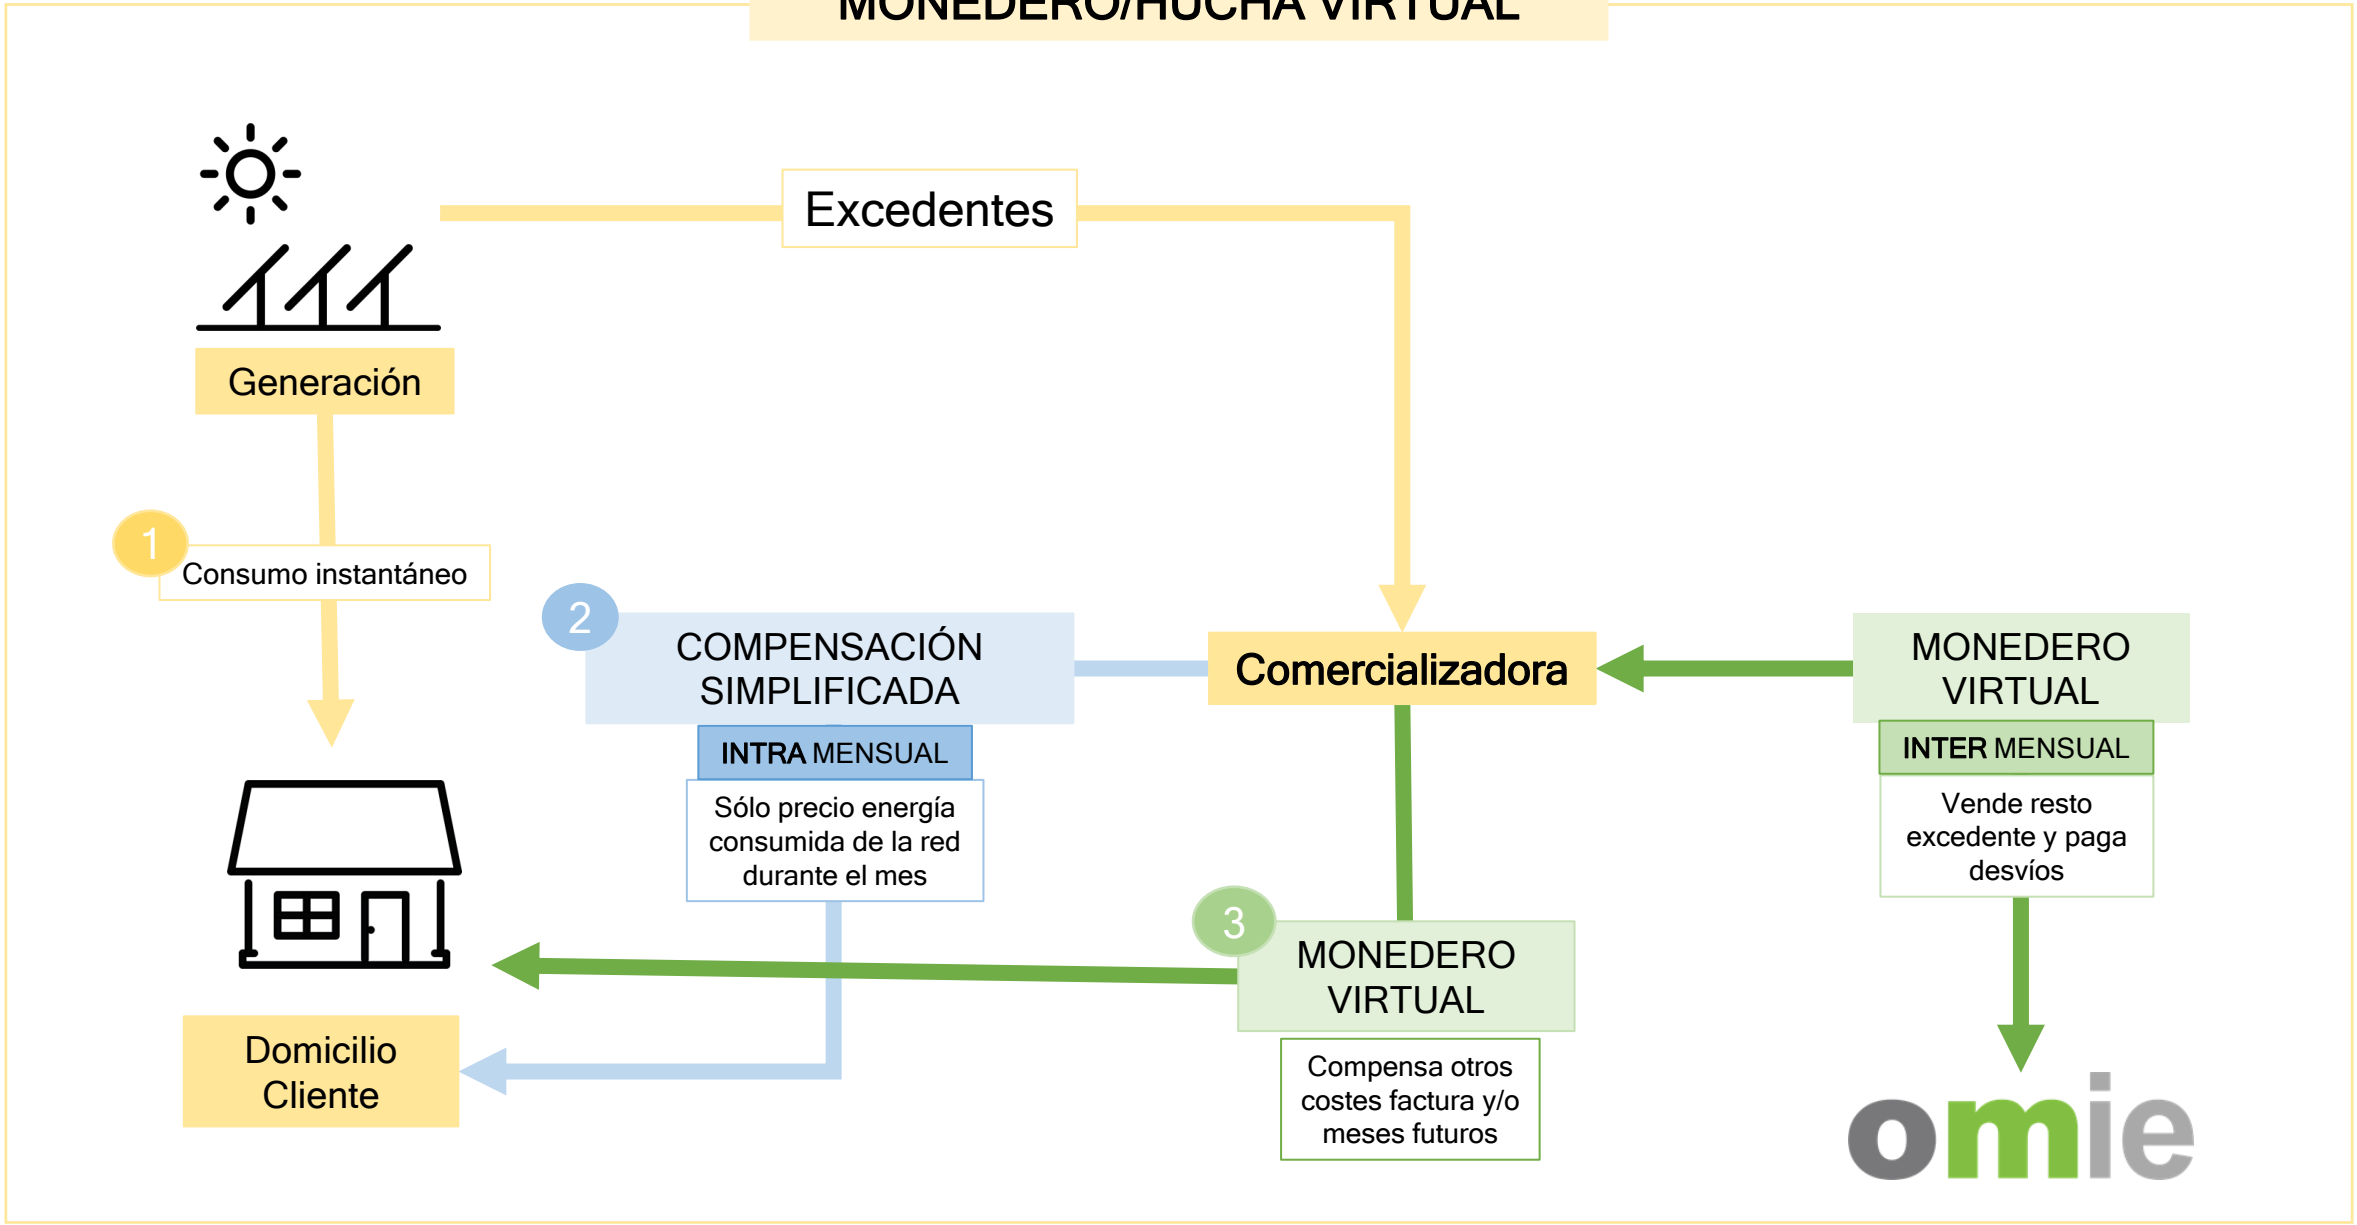 MONEDERO/HUCHA VIRTUAL
Excedentes
Generación
1
Consumo instantáneo
2
COMPENSACIÓN
SIMPLIFICADA
INTRA MENSUAL
Sólo precio energía
consumida de la red
durante el mes
Comercializadora
MONEDERO
VIRTUAL
INTER MENSUAL
Vende resto
excedente y paga
desvíos
3
MONEDERO
VIRTUAL
Compensa otros
costes factura y/o
meses futuros
Domicilio
Cliente
omie